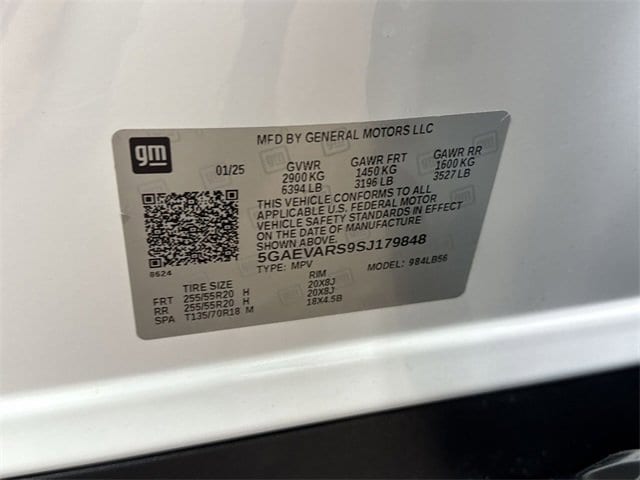 gm
MFD BY GENERAL MOTORS LLC
01/25 GVWR GAWR FRT GAWR RR
2900 KG 1450 KG 1600 KG
6394 LB 3196 LB 3527 LB
THIS VEHICLE CONFORMS TO ALL
APPLICABLE U.S. FEDERAL MOTOR
VEHICLE SAFETY STANDARDS IN EFFECT
ON THE DATE OF MANUFACTURE
SHOWN ABOVE.
5GAEVARS9SJ179848
8624 TYPE: MPV MODEL: 984LB56
TIRE SIZE RIM
FRT 255/55R20 H 20X8J
RR 255/55R20 H 20X8J
SPA T135/70R18 M 18X4.5B